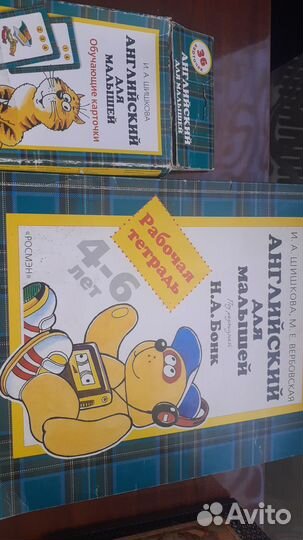 И. А. ШИШКОВА
АНГЛИЙСКИЙ
ДЛЯ
МАЛЫШЕЙ
Обучающие карточки
36
АНГЛИЙСКИЙ
ДЛЯ МАЛЫШЕЙ
И. А. ШИШКОВА, М. Е. ВЕРБОВСКАЯ
АНГЛИЙСКИЙ
ДЛЯ
МАЛЫШЕЙ
Под редакцией
Н.А. Бонк
Рабочая
тетрадь
4-6
лет
«РОСМЭН»
Avito